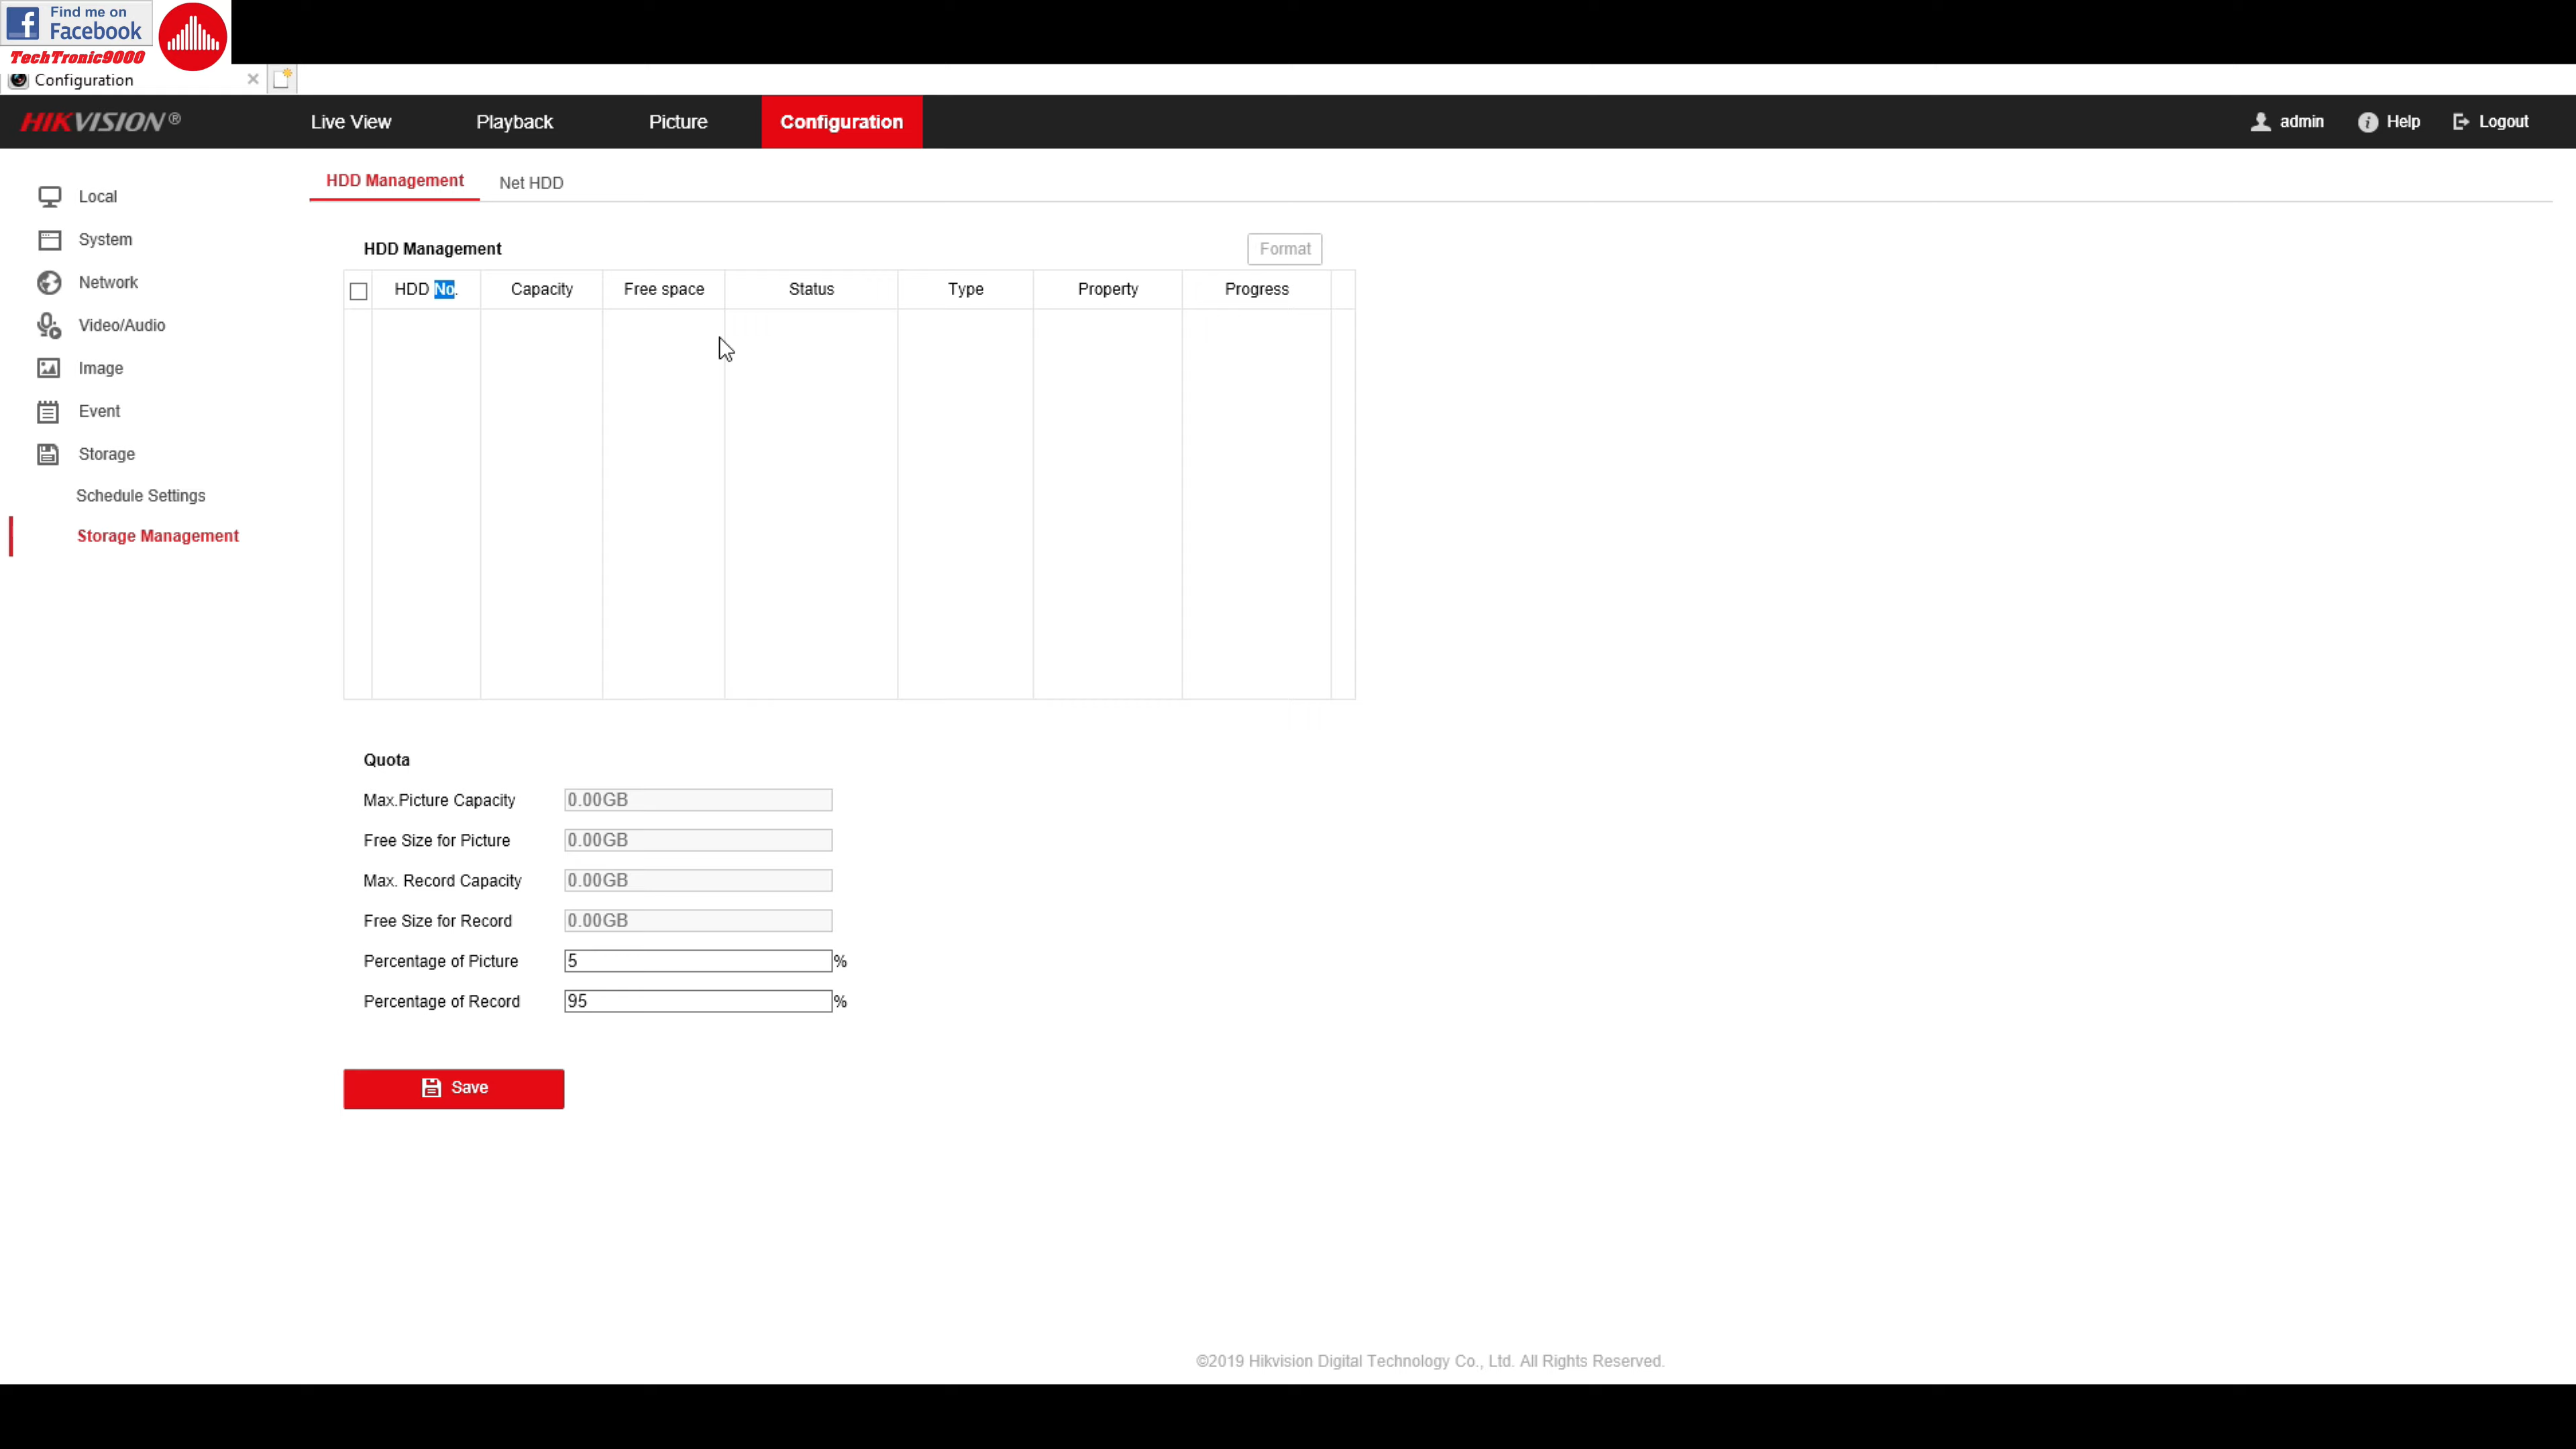 Find me on
Facebook
TechTronic9000
Configuration
HIKVISION®
Live View
Playback
Picture
Configuration
admin
Help
Logout
Local
System
Network
Video/Audio
Image
Event
Storage
Schedule Settings
Storage Management
HDD Management
Net HDD
HDD Management
Format
HDD No.
Capacity
Free space
Status
Type
Property
Progress
Quota
Max.Picture Capacity
0.00GB
Free Size for Picture
0.00GB
Max. Record Capacity
0.00GB
Free Size for Record
0.00GB
Percentage of Picture
5
%
Percentage of Record
95
%
Save
©2019 Hikvision Digital Technology Co., Ltd. All Rights Reserved.